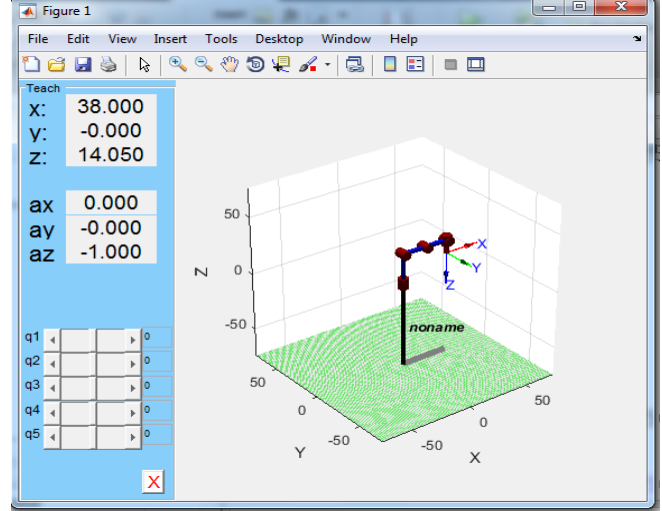 Figure 1
File Edit View Insert Tools Desktop Window Help
Teach
x: 38.000
y: -0.000
z: 14.050
ax 0.000
ay -0.000
az -1.000
q1 0
q2 0
q3 0
q4 0
q5 0
X
50
0
-50
Z
X
Y
Z
noname
50
0
-50
Y
-50
0
50
X